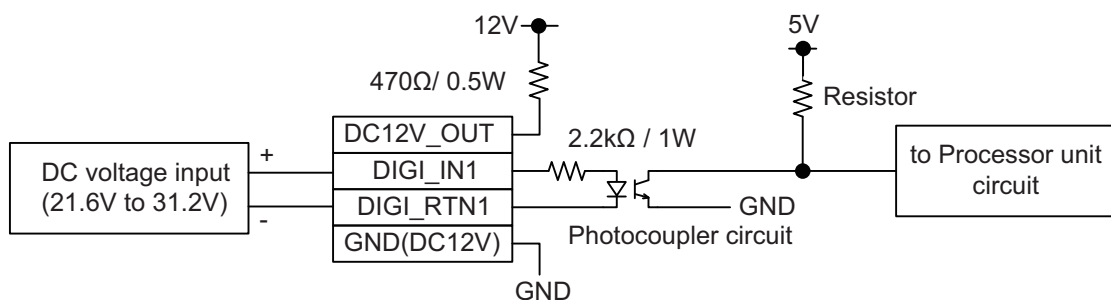 12V
5V
470Ω/ 0.5W
Resistor
DC12V_OUT
2.2kΩ / 1W
DC voltage input
(21.6V to 31.2V)
+
-
DIGI_IN1
DIGI_RTN1
GND(DC12V)
to Processor unit
circuit
GND
Photocoupler circuit
GND